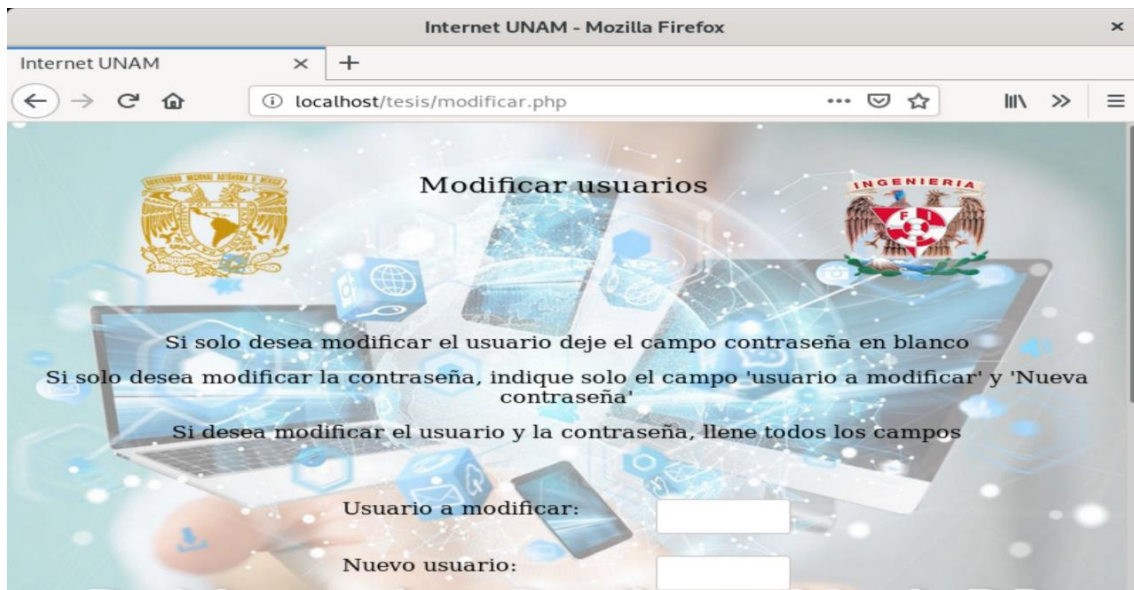 Internet UNAM - Mozilla Firefox
Internet UNAM
localhost/tesis/modificar.php
Modificar usuarios
INGENIERIA
FI
Si solo desea modificar el usuario deje el campo contraseña en blanco
Si solo desea modificar la contraseña, indique solo el campo 'usuario a modificar' y 'Nueva
contraseña'
Si desea modificar el usuario y la contraseña, llene todos los campos
Usuario a modificar:
Nuevo usuario: